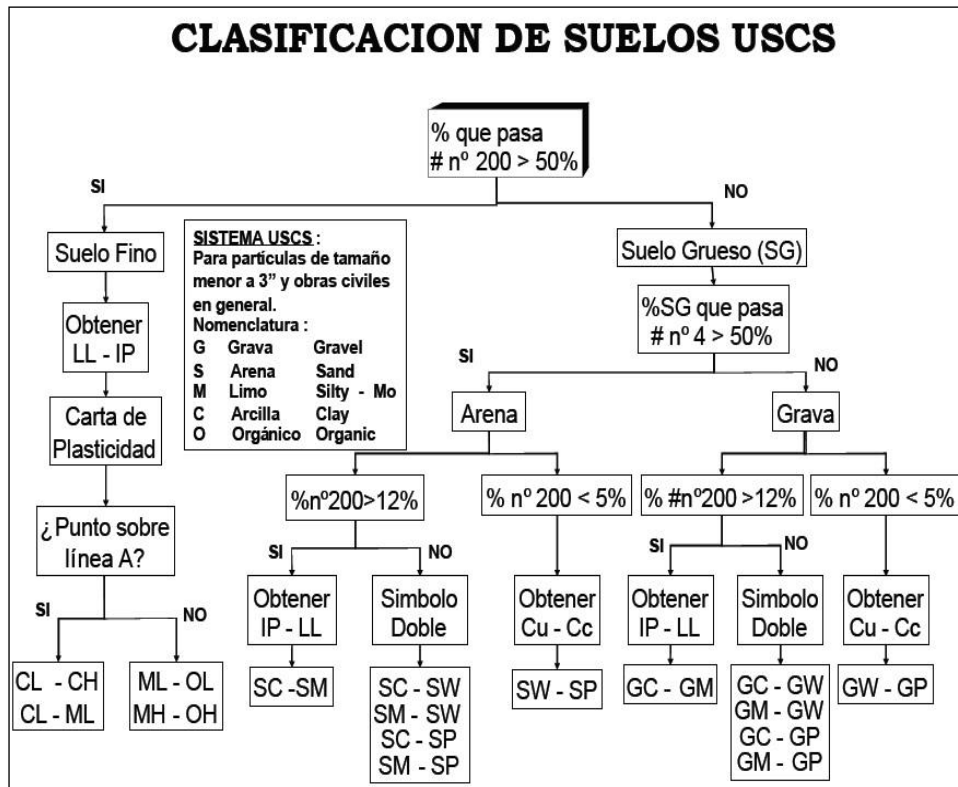 CLASIFICACION DE SUELOS USCS
% que pasa
# nº 200 > 50%
SI
NO
Suelo Fino
SISTEMA USCS :
Para partículas de tamaño
menor a 3" y obras civiles
en general.
Nomenclatura :
G Grava Gravel
S Arena Sand
M Limo Silty - Mo
C Arcilla Clay
O Orgánico Organic
Suelo Grueso (SG)
Obtener
LL - IP
%SG que pasa
# nº 4 > 50%
SI
NO
Carta de
Plasticidad
Arena
Grava
¿Punto sobre
línea A?
%nº200>12%
% nº 200 < 5%
% #nº200 >12%
% nº 200 < 5%
SI
NO
SI
NO
SI
NO
Obtener
IP - LL
Simbolo
Doble
Obtener
Cu - Cc
Obtener
IP - LL
Simbolo
Doble
Obtener
Cu - Cc
CL - CH
CL - ML
ML - OL
MH - OH
SC -SM
SC - SW
SM - SW
SC - SP
SM - SP
SW - SP
GC - GM
GC - GW
GM - GW
GC - GP
GM - GP
GW - GP